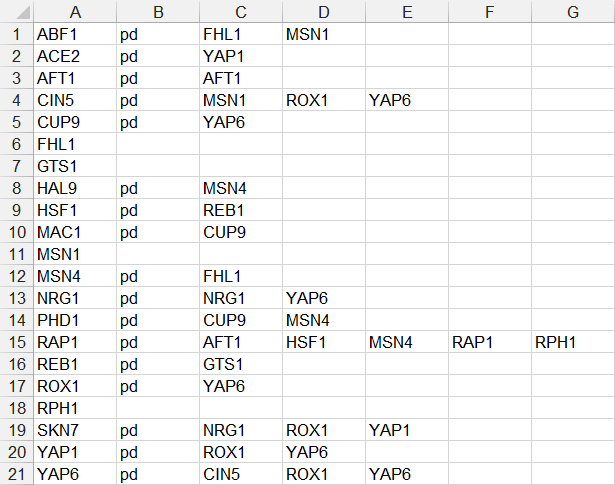 A B C D E F G
1 ABF1 pd FHL1 MSN1
2 ACE2 pd YAP1
3 AFT1 pd AFT1
4 CIN5 pd MSN1 ROX1 YAP6
5 CUP9 pd YAP6
6 FHL1
7 GTS1
8 HAL9 pd MSN4
9 HSF1 pd REB1
10 MAC1 pd CUP9
11 MSN1
12 MSN4 pd FHL1
13 NRG1 pd NRG1 YAP6
14 PHD1 pd CUP9 MSN4
15 RAP1 pd AFT1 HSF1 MSN4 RAP1 RPH1
16 REB1 pd GTS1
17 ROX1 pd YAP6
18 RPH1
19 SKN7 pd NRG1 ROX1 YAP1
20 YAP1 pd ROX1 YAP6
21 YAP6 pd CIN5 ROX1 YAP6